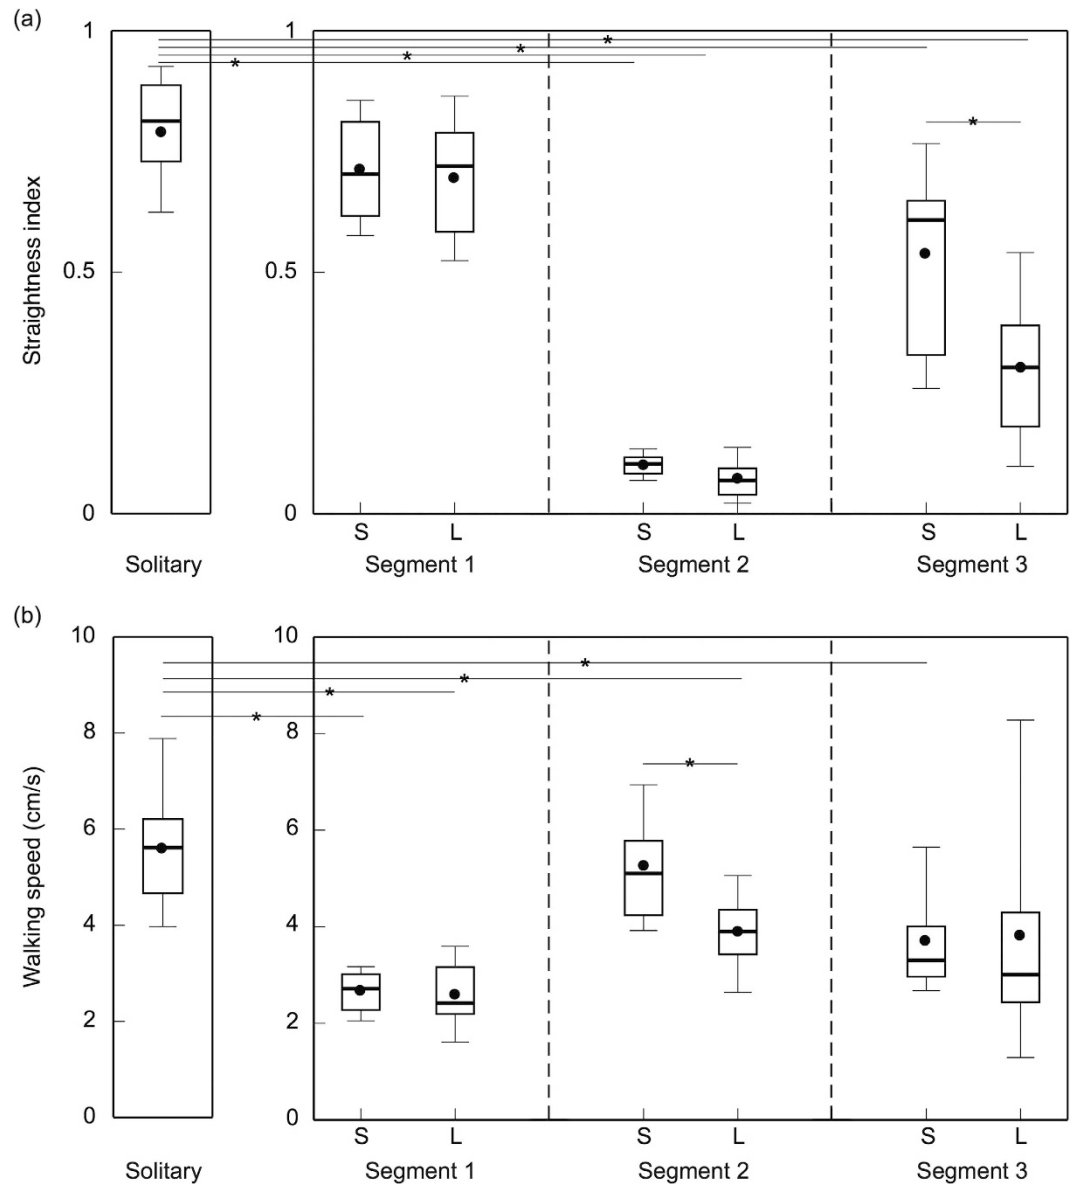 (a)
Straightness index
1
0.5
0
1
0.5
0
* * * *
*
S L S L S L
Solitary Segment 1 Segment 2 Segment 3
(b)
Walking speed (cm/s)
10
8
6
4
2
0
10
8
6
4
2
0
* * * *
*
S L S L S L
Solitary Segment 1 Segment 2 Segment 3